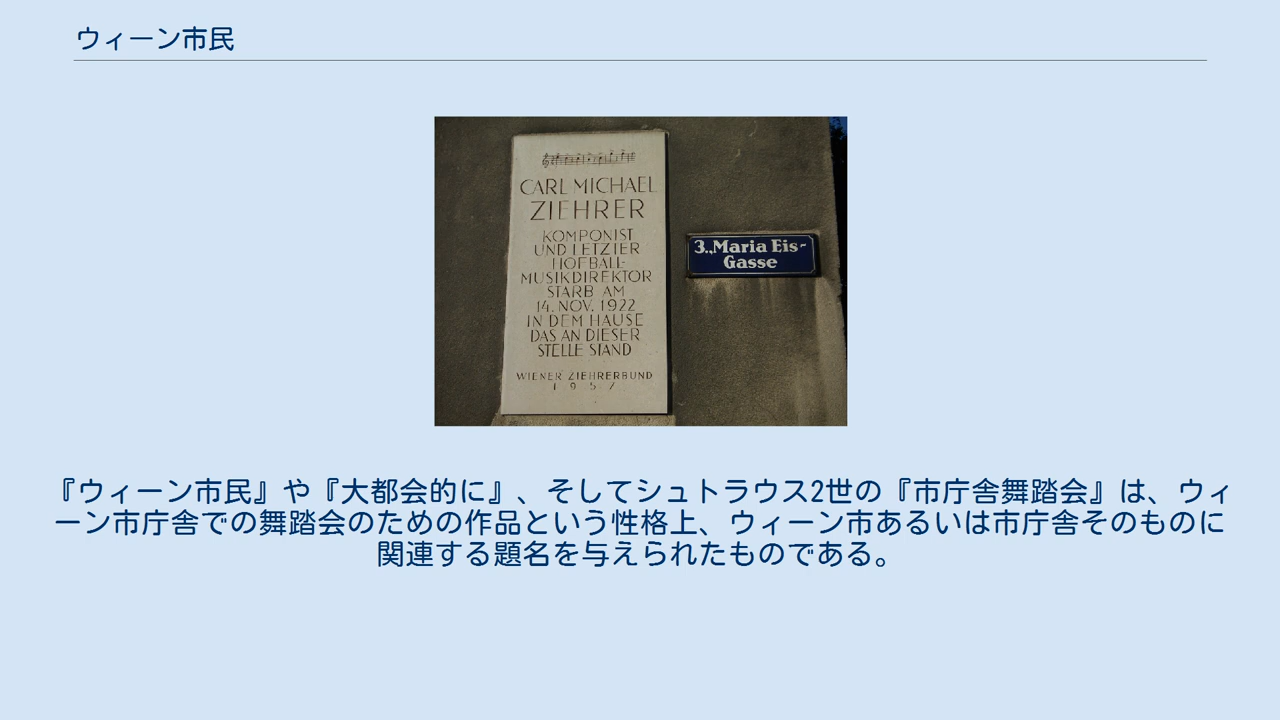 ウィーン市民
CARL MICHAEL
ZIEHRER
KOMPONIST
UND LETZTER
HOFBALL-
MUSIKDIREKTOR
STARB AM
14. NOV. 1922
IN DEM HAUSE
DAS AN DIESER
STELLE STAND
WIENER ZIEHRERBUND
1957
3., Maria Eis-
Gasse
『ウィーン市民』や『大都会的に』、そしてシュトラウス2世の『市庁舎舞踏会』は、ウィ
ーン市庁舎での舞踏会のための作品という性格上、ウィーン市あるいは市庁舎そのものに
関連する題名を与えられたものである。